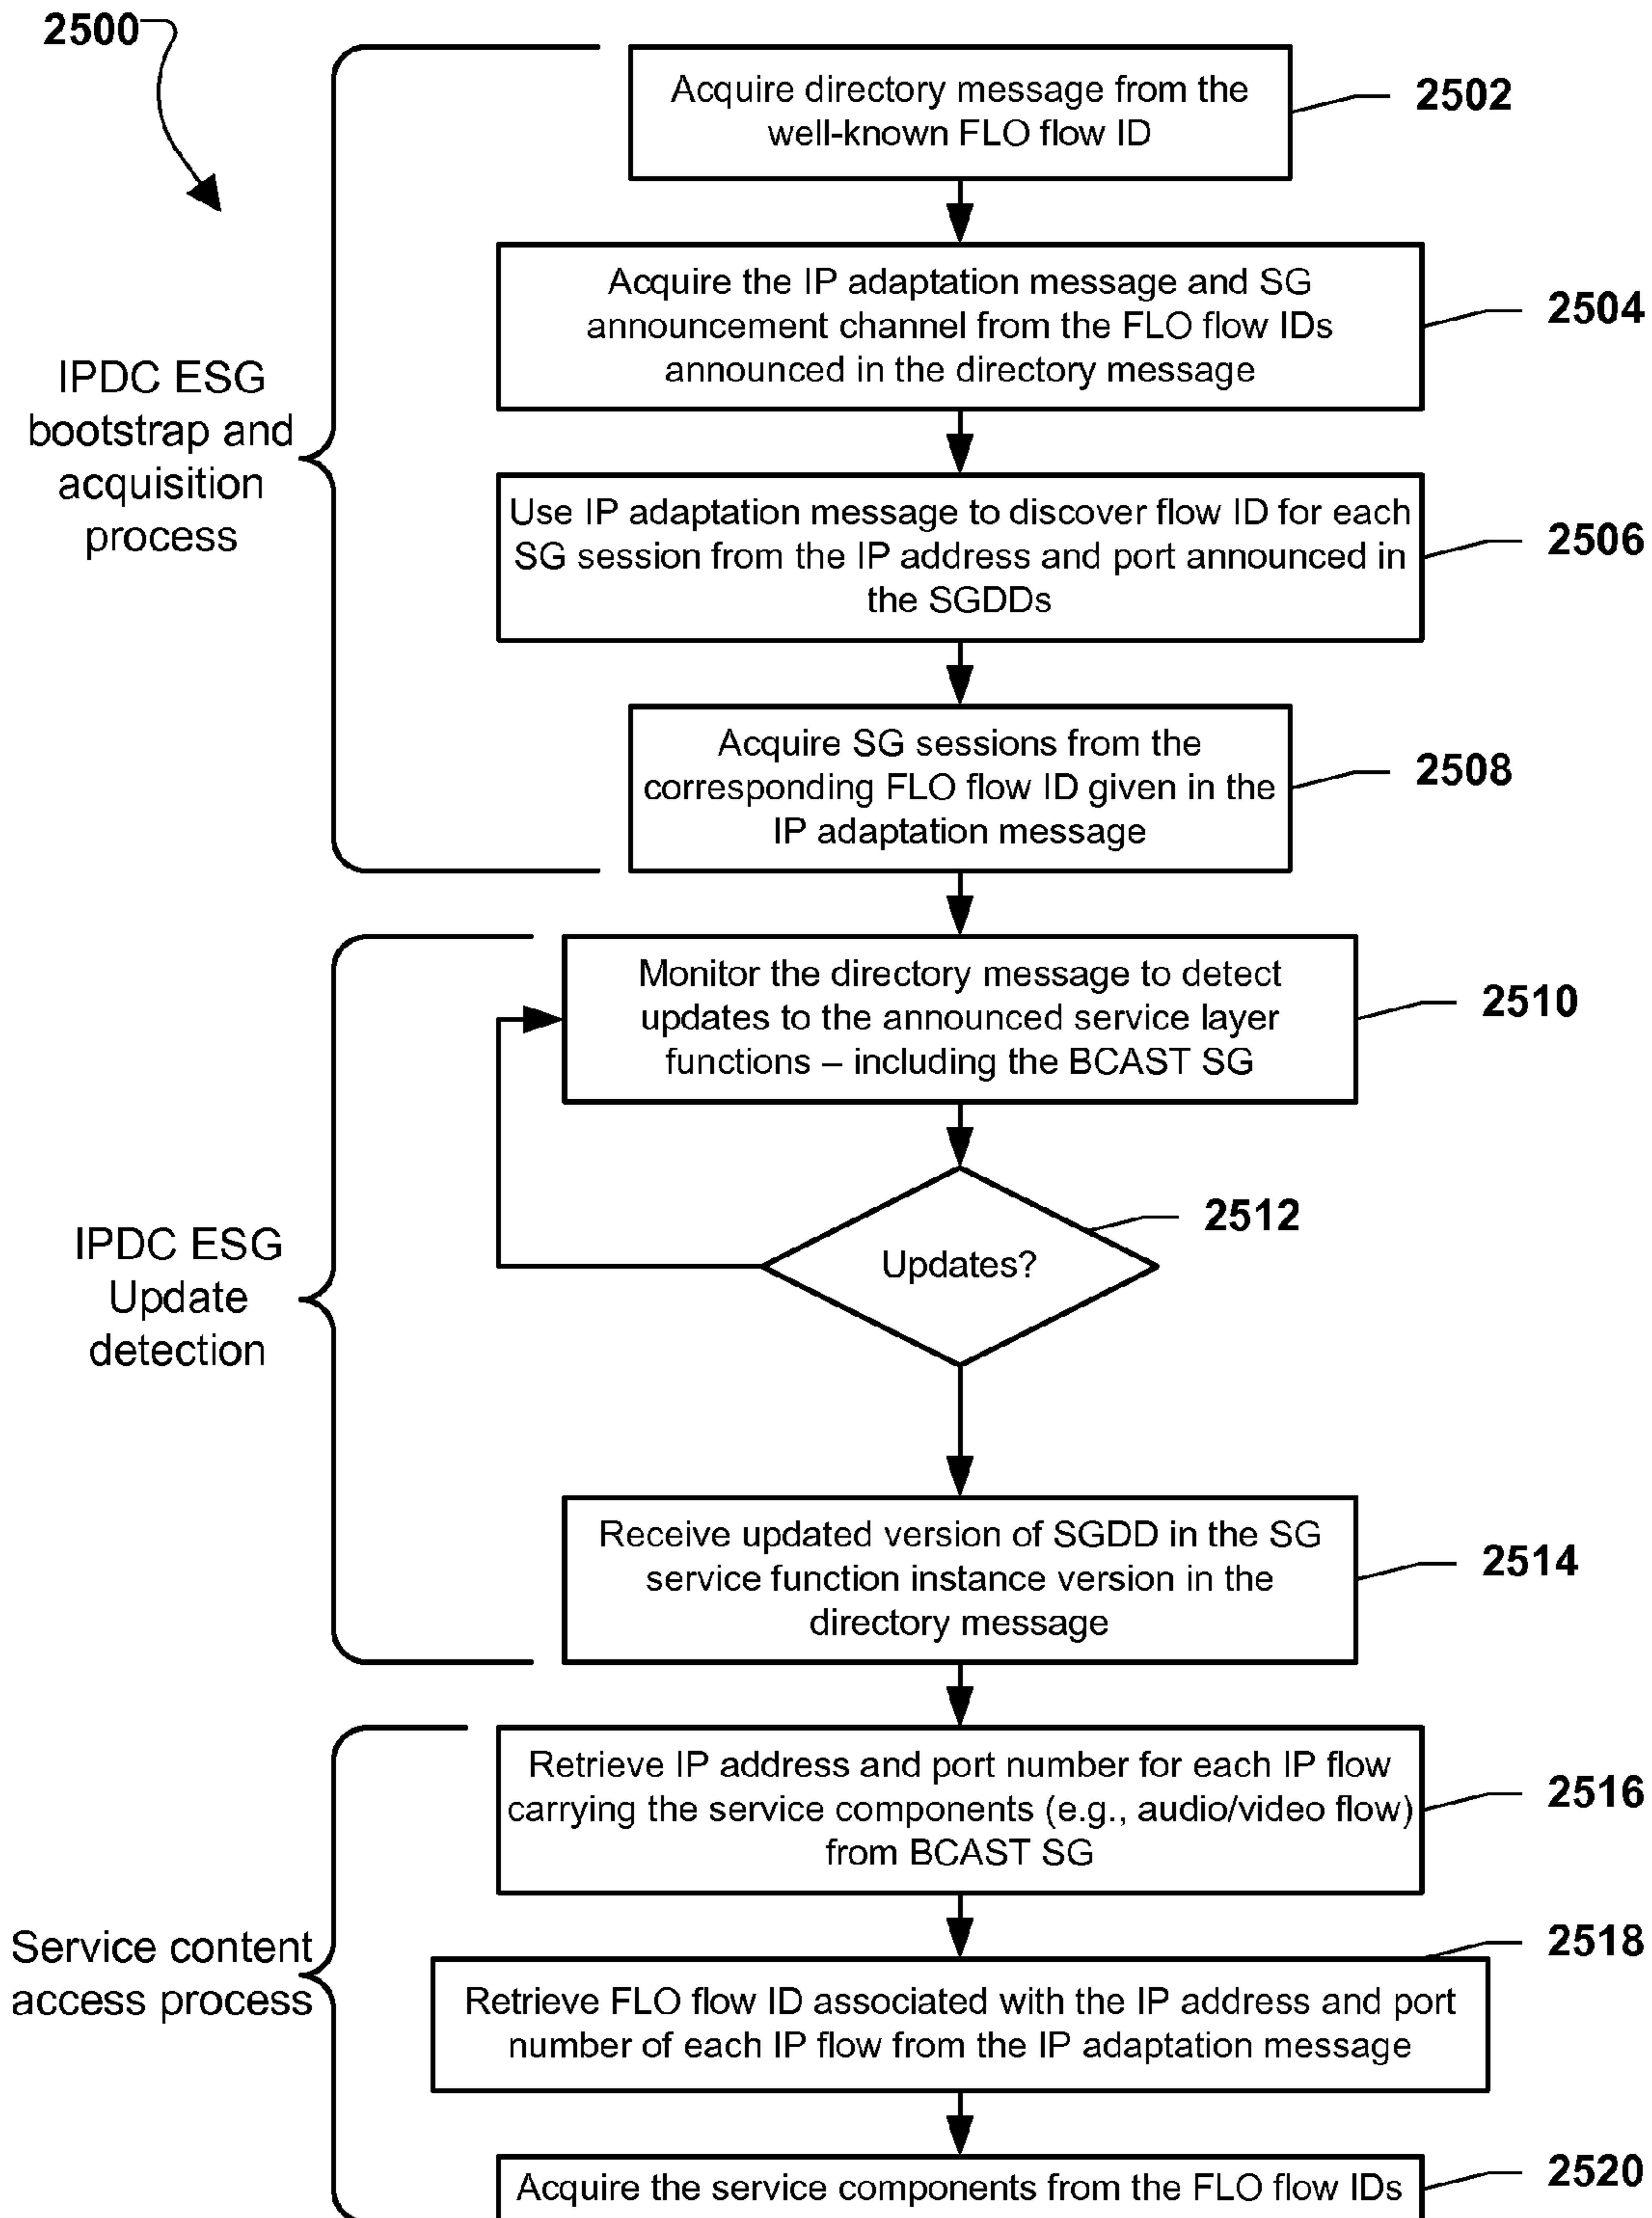 2500
Acquire directory message from the
well-known FLO flow ID
2502
Acquire the IP adaptation message and SG
announcement channel from the FLO flow IDs
announced in the directory message
2504
IPDC ESG
bootstrap and
acquisition
process
Use IP adaptation message to discover flow ID for each
SG session from the IP address and port announced in
the SGDDs
2506
Acquire SG sessions from the
corresponding FLO flow ID given in the
IP adaptation message
2508
Monitor the directory message to detect
updates to the announced service layer
functions – including the BCAST SG
2510
IPDC ESG
Update
detection
Updates?
2512
Receive updated version of SGDD in the SG
service function instance version in the
directory message
2514
Retrieve IP address and port number for each IP flow
carrying the service components (e.g., audio/video flow)
from BCAST SG
2516
Service content
access process
Retrieve FLO flow ID associated with the IP address and port
number of each IP flow from the IP adaptation message
2518
Acquire the service components from the FLO flow IDs
2520